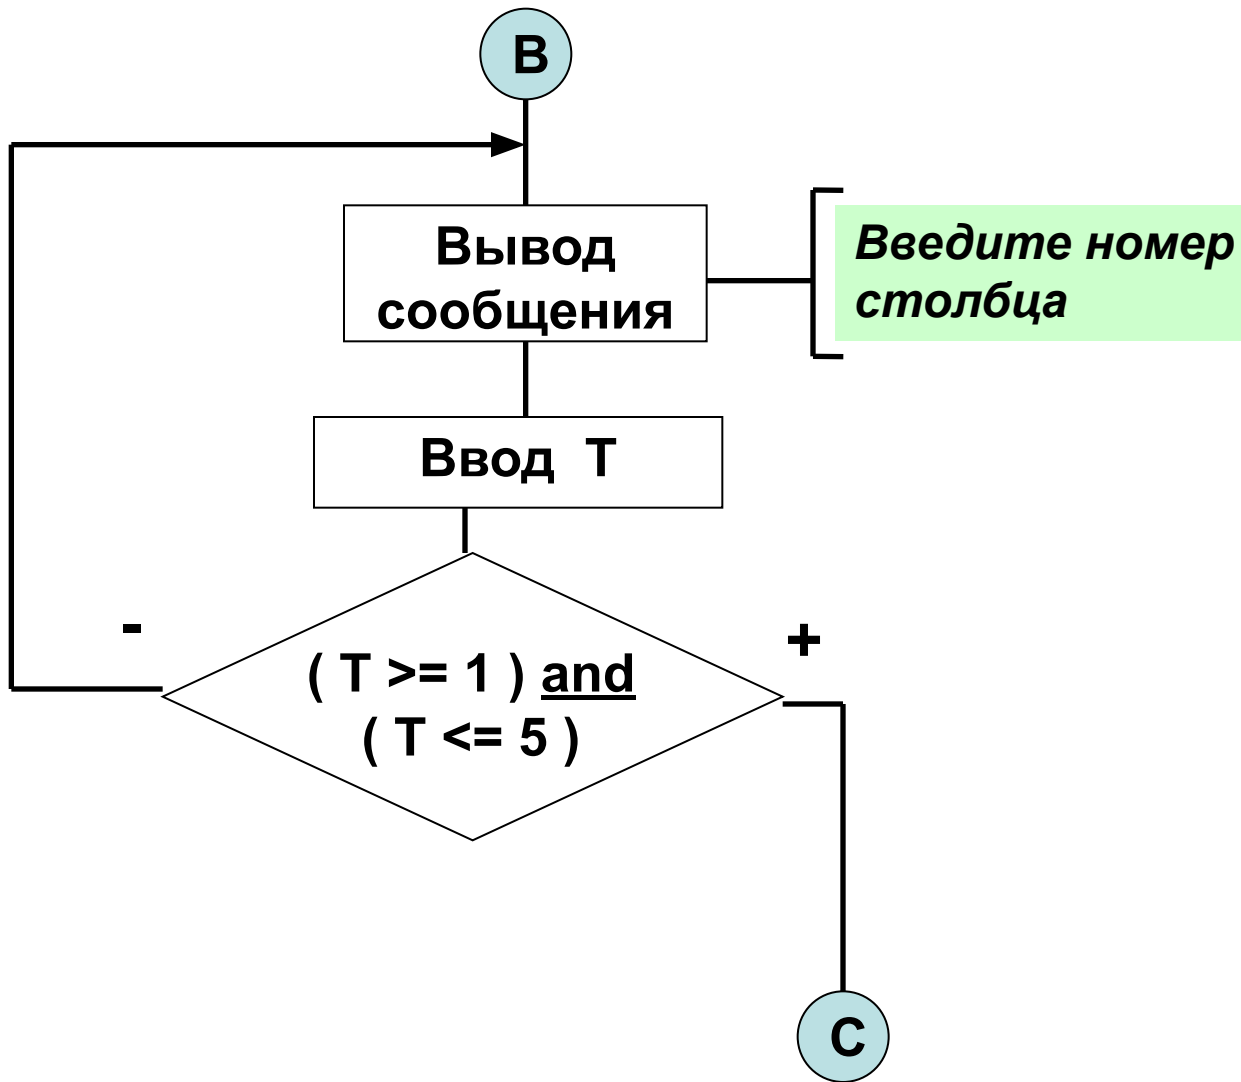 B
Вывод
сообщения
Введите номер
столбца
Ввод T
-
+
( T >= 1 ) and
( T <= 5 )
C